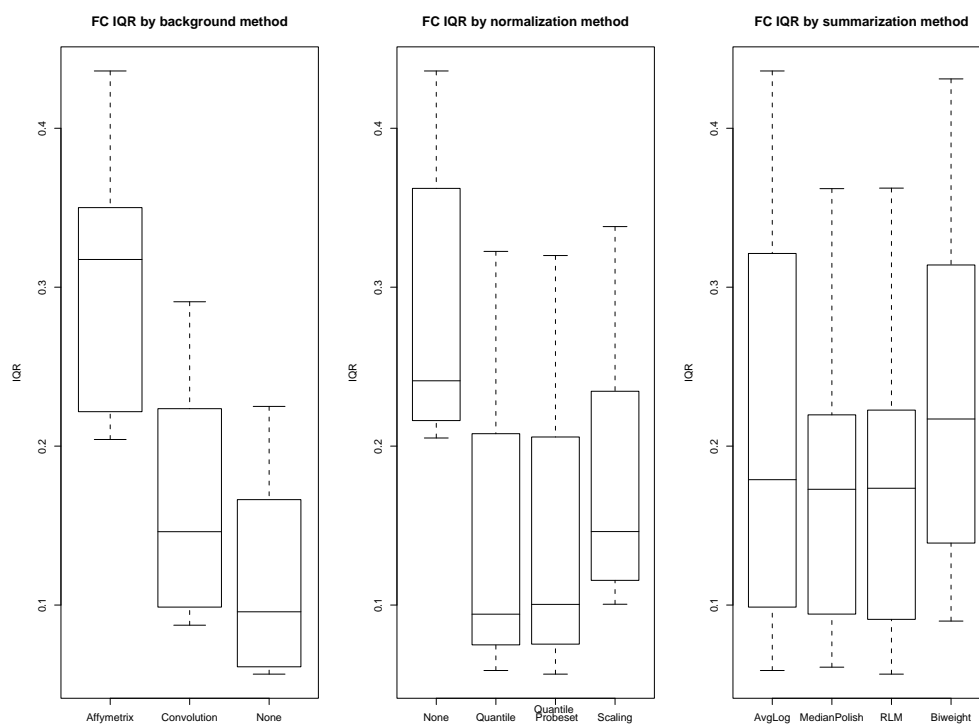 FC IQR by background method
IQR
0.4
0.3
0.2
0.1
Affymetrix Convolution None
FC IQR by normalization method
IQR
0.4
0.3
0.2
0.1
None Quantile Quantile Probeset Scaling
FC IQR by summarization method
IQR
0.4
0.3
0.2
0.1
AvgLog MedianPolish RLM Biweight